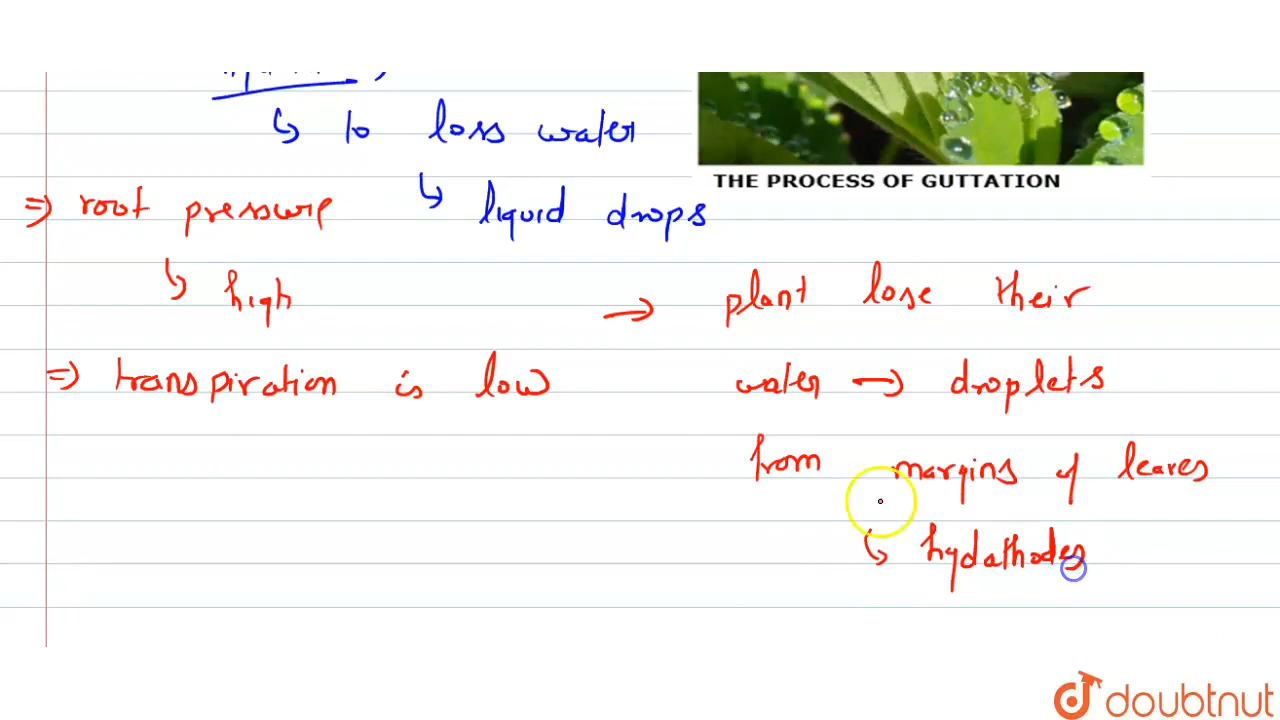 ↳ to loss water
THE PROCESS OF GUTTATION
⇒ root pressure
↳ liquid drops
↳ high
→ plant lose their
⇒ transpiration is low
water → droplets
from margins of leaves
↳ hydathodes
doubtnut